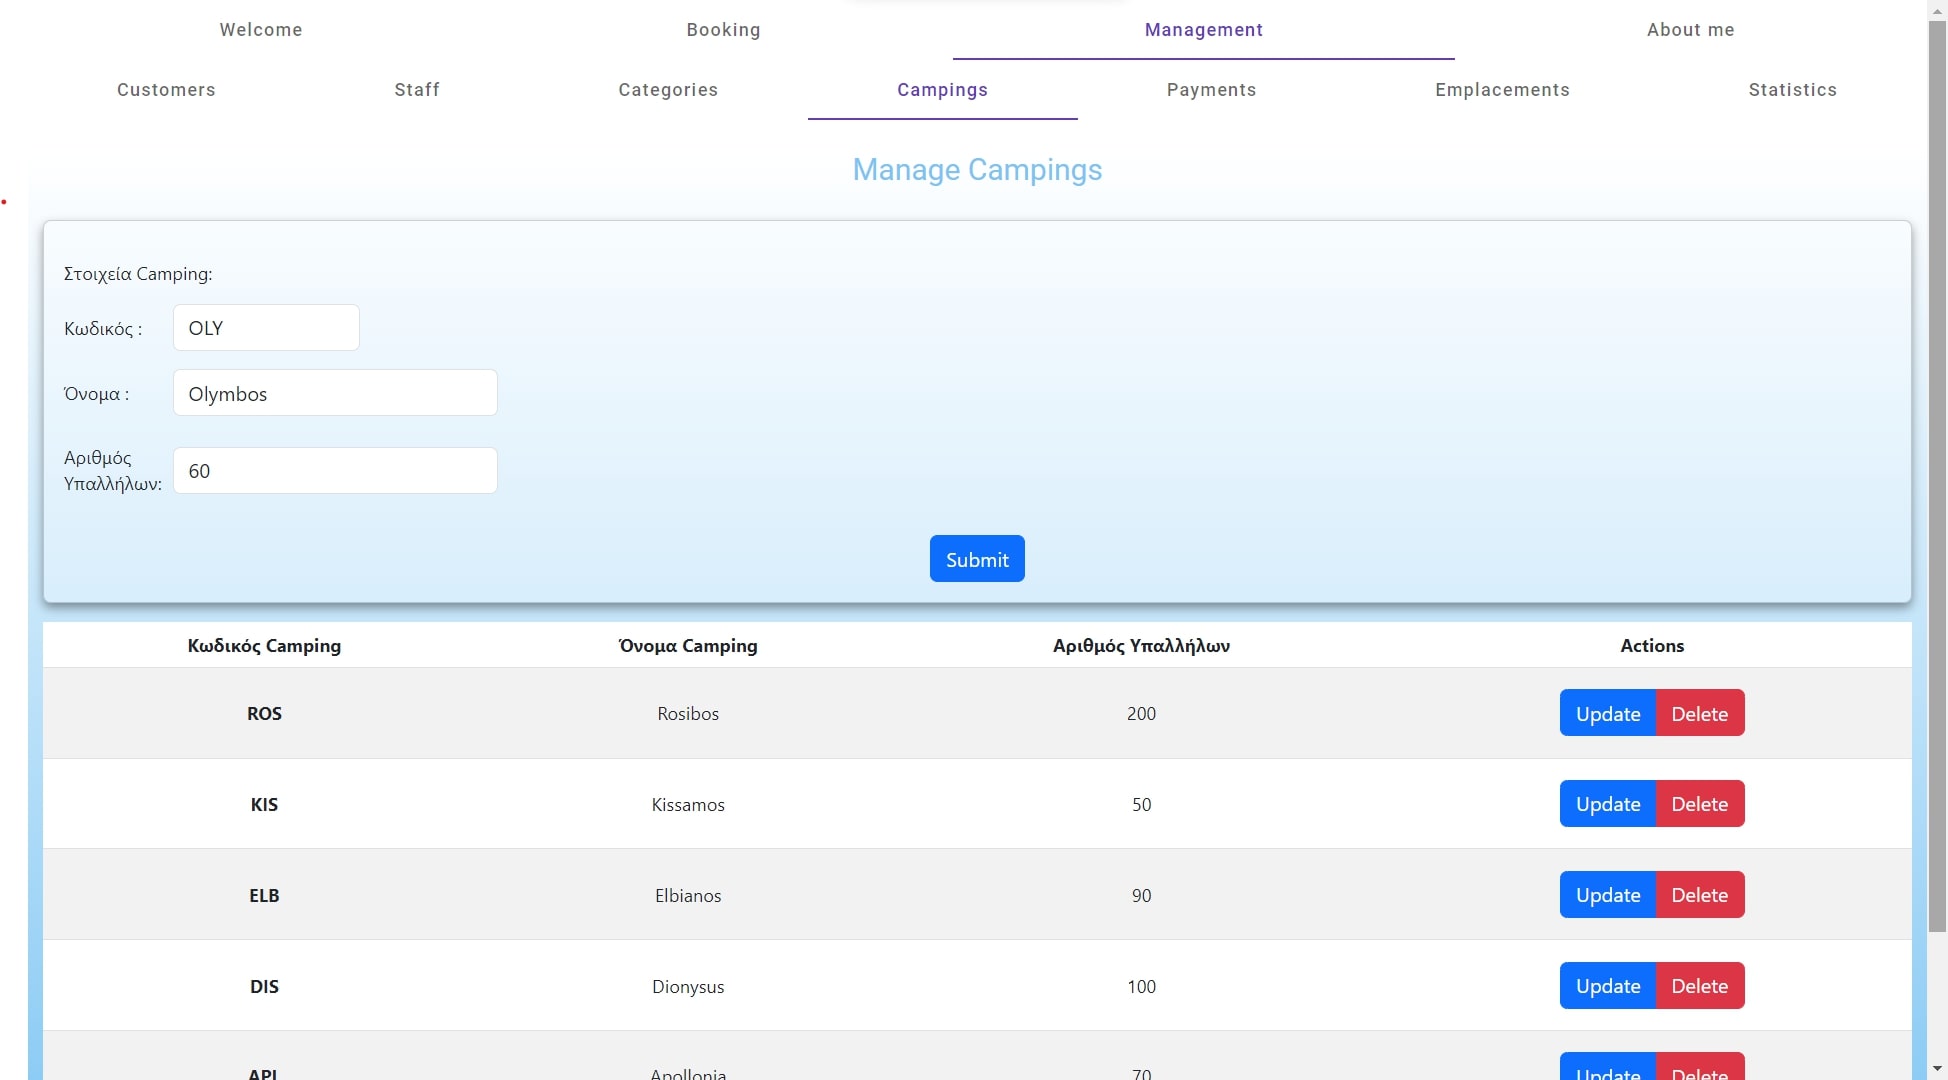 Welcome Booking Management About me
Customers Staff Categories Campings Payments Emplacements Statistics
Manage Campings
Στοιχεία Camping:
Κωδικός : OLY
Όνομα : Olymbos
Αριθμός
Υπαλλήλων: 60
Submit
Κωδικός Camping Όνομα Camping Αριθμός Υπαλλήλων Actions
ROS Rosibos 200 Update Delete
KIS Kissamos 50 Update Delete
ELB Elbianos 90 Update Delete
DIS Dionysus 100 Update Delete
Apollonia 70 Update Delete